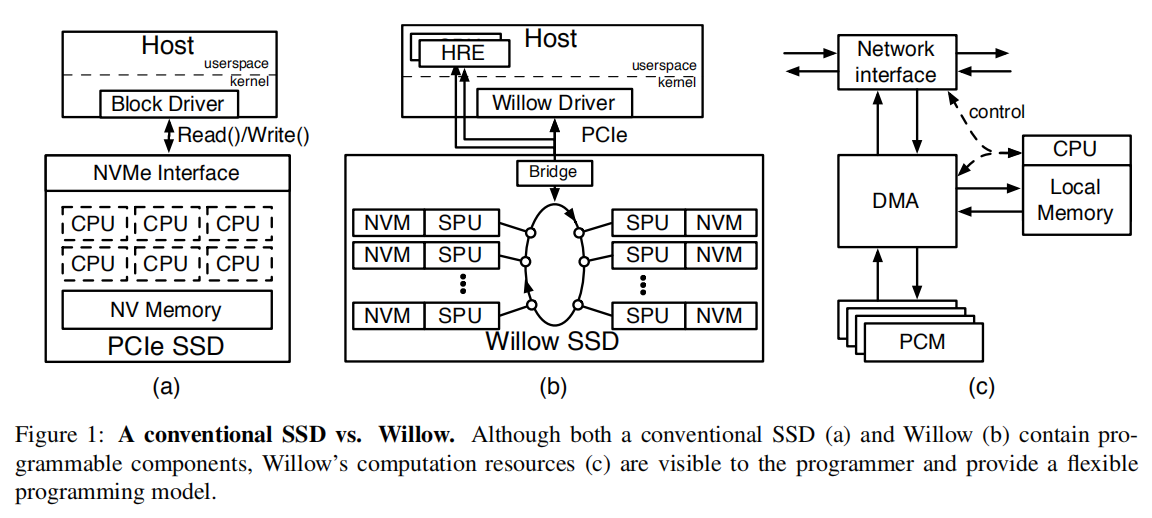 Host
userspace
kernel
Block Driver
Read()/Write()
NVMe Interface
CPU CPU CPU
CPU CPU CPU
NV Memory
PCIe SSD
(a)
HRE
Host
userspace
kernel
Willow Driver
PCIe
Bridge
NVM SPU SPU NVM
NVM SPU SPU NVM
NVM SPU SPU NVM
Willow SSD
(b)
Network
interface
control
CPU
DMA
Local
Memory
PCM
(c)
Figure 1: A conventional SSD vs. Willow. Although both a conventional SSD (a) and Willow (b) contain pro-
grammable components, Willow's computation resources (c) are visible to the programmer and provide a flexible
programming model.